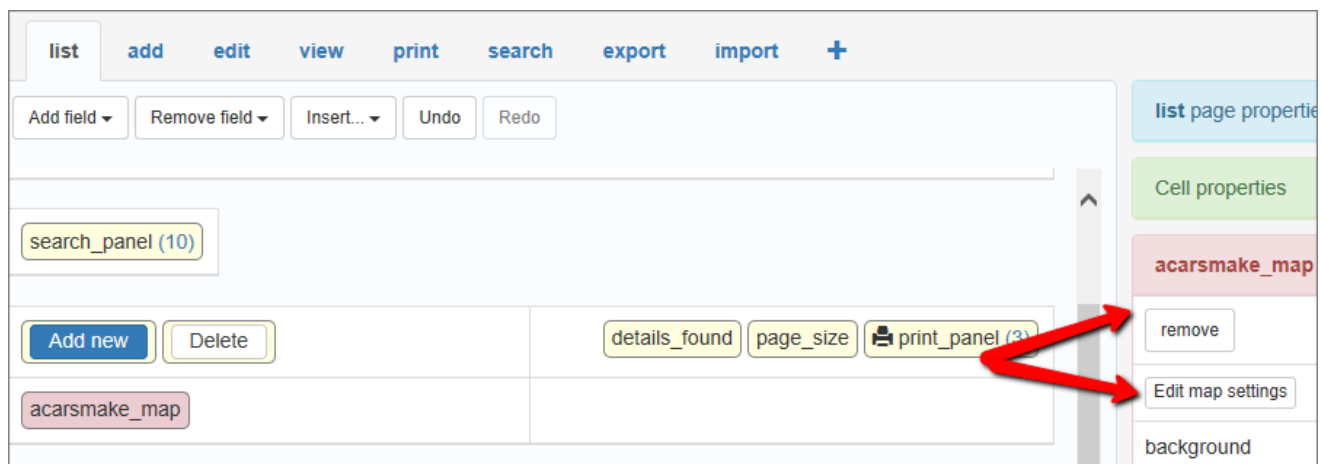 list add edit view print search export import +
Add field Remove field Insert... Undo Redo
list page propertie
Cell properties
search_panel (10)
acarsmake_map
Add new Delete details_found page_size print_panel (3)
remove
acarsmake_map
Edit map settings
background